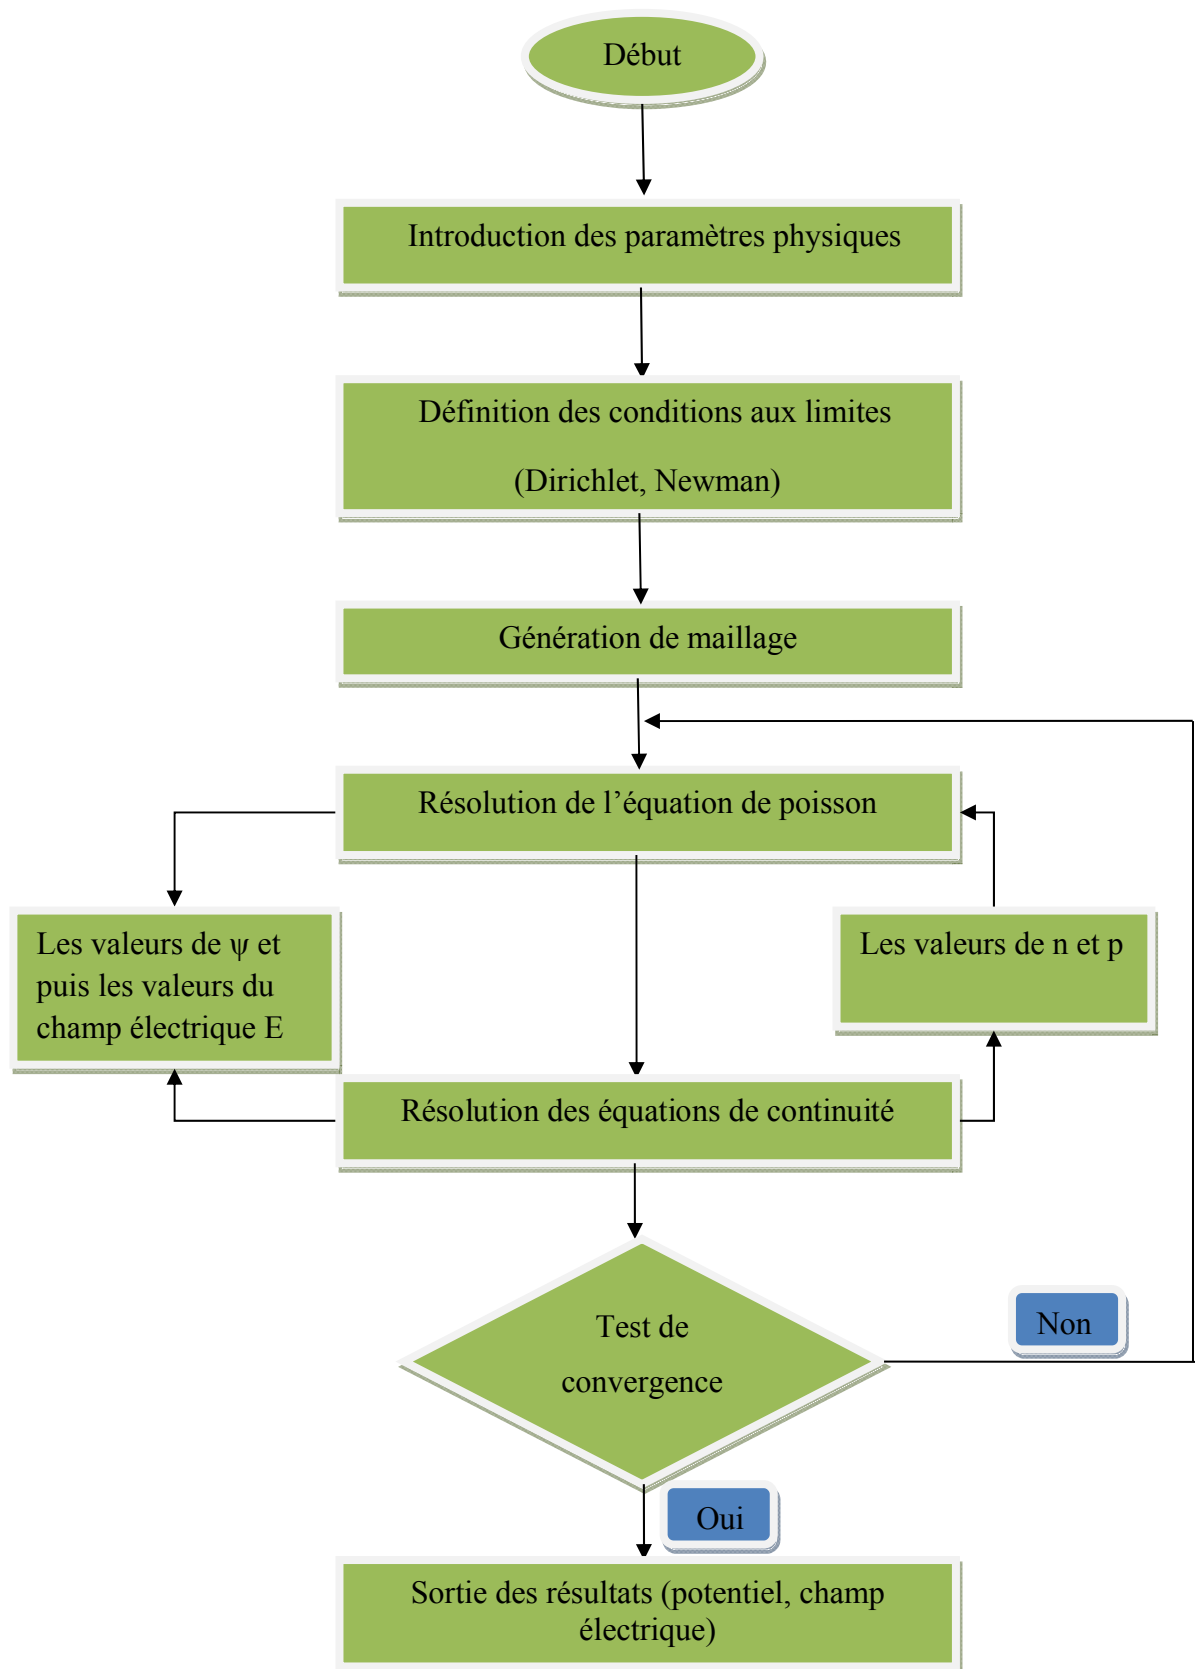 Début
Introduction des paramètres physiques
Définition des conditions aux limites
(Dirichlet, Newman)
Génération de maillage
Résolution de l’équation de poisson
Les valeurs de ψ et
puis les valeurs du
champ électrique E
Les valeurs de n et p
Résolution des équations de continuité
Test de
convergence
Non
Oui
Sortie des résultats (potentiel, champ
électrique)